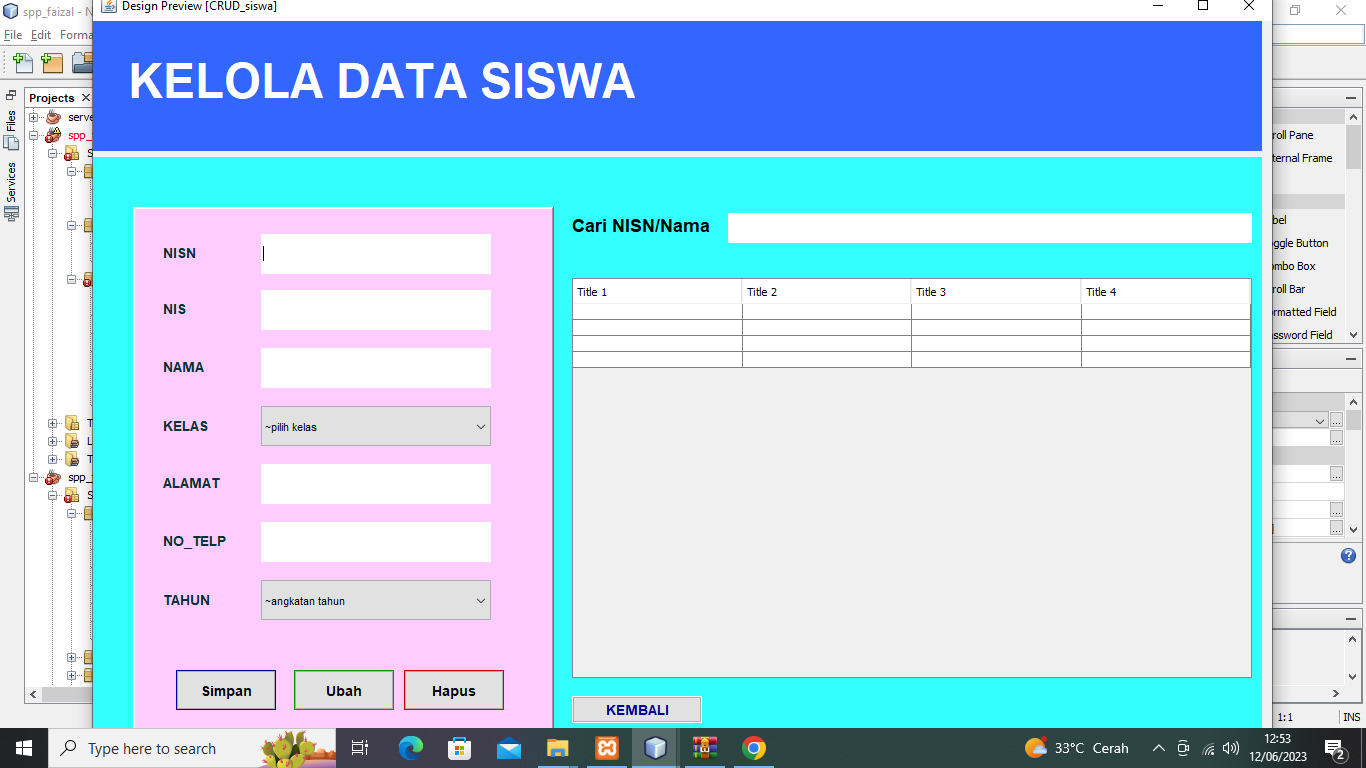 spp_faizal - N
Design Preview [CRUD_siswa]
File Edit Forma
KELOLA DATA SISWA
Projects
Files
Services
serve
spp_
S
T
L
T
spp_
S
NISN
NIS
NAMA
KELAS
~pilih kelas
ALAMAT
NO_TELP
TAHUN
~angkatan tahun
Simpan
Ubah
Hapus
Cari NISN/Nama
Title 1
Title 2
Title 3
Title 4
KEMBALI
roll Pane
ternal Frame
bel
ggle Button
mbo Box
roll Bar
rmatted Field
ssword Field
...
...
...
...
...
?
1:1
INS
Type here to search
33°C Cerah
12:53
12/06/2023
2